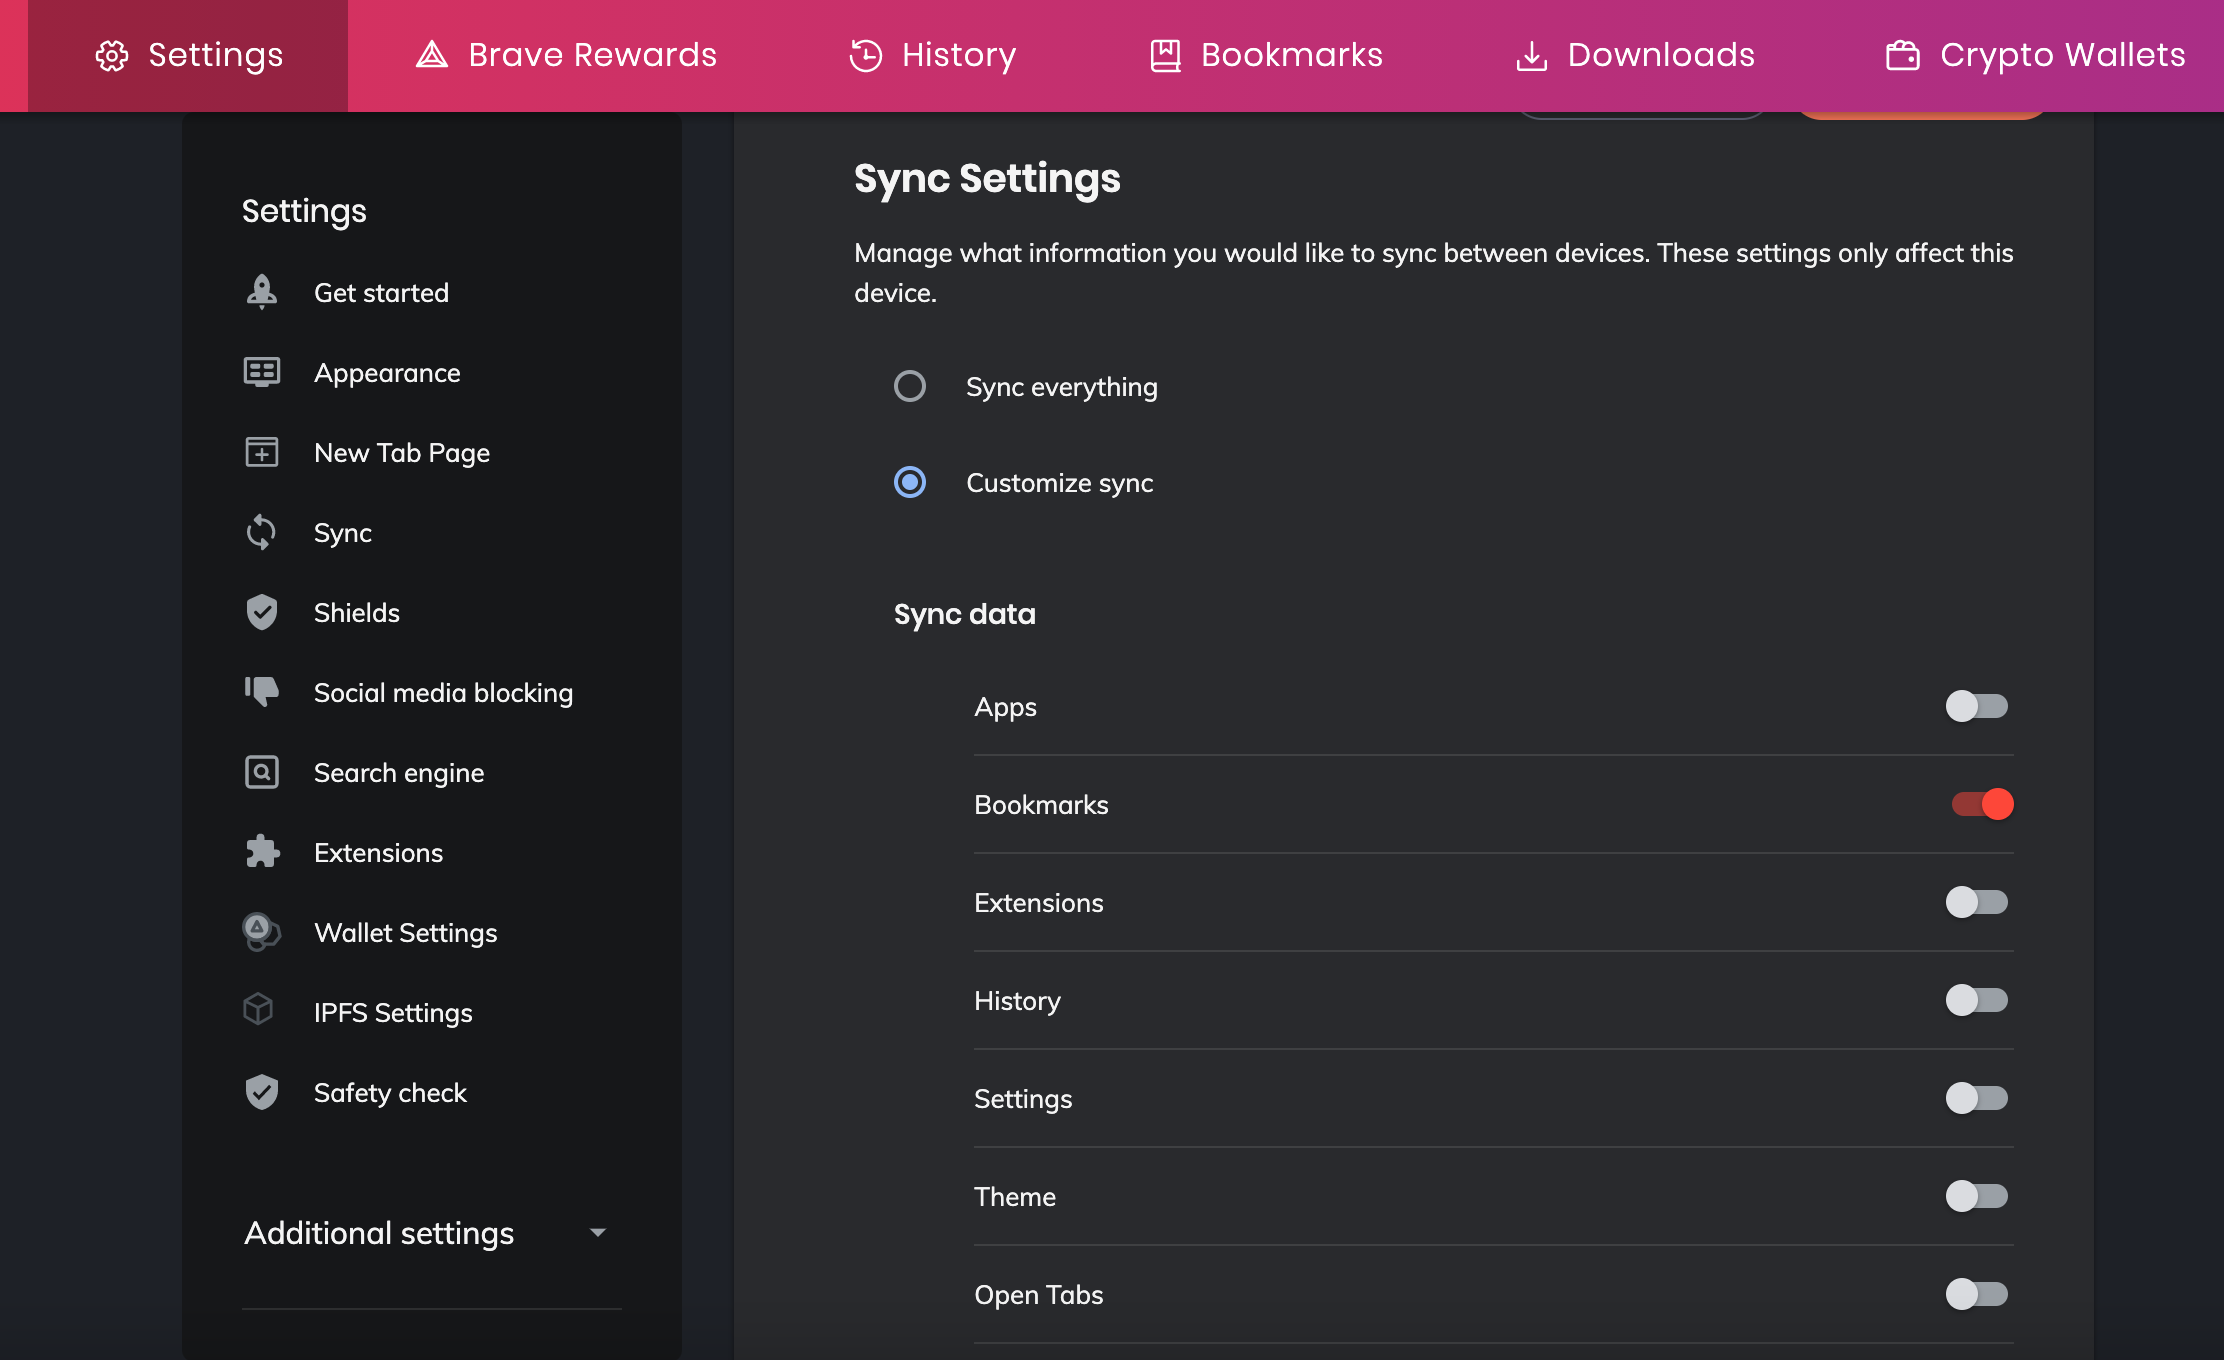 Settings
Brave Rewards
History
Bookmarks
Downloads
Crypto Wallets
Settings
Get started
Appearance
New Tab Page
Sync
Shields
Social media blocking
Search engine
Extensions
Wallet Settings
IPFS Settings
Safety check
Additional settings
Sync Settings
Manage what information you would like to sync between devices. These settings only affect this
device.
Sync everything
Customize sync
Sync data
Apps
Bookmarks
Extensions
History
Settings
Theme
Open Tabs